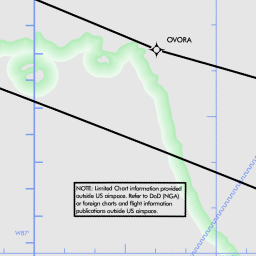 OVORA
NOTE: Limited Chart information provided
outside US airspace. Refer to DoD (NGA)
or foreign charts and flight information
publications outside US airspace.
W87°